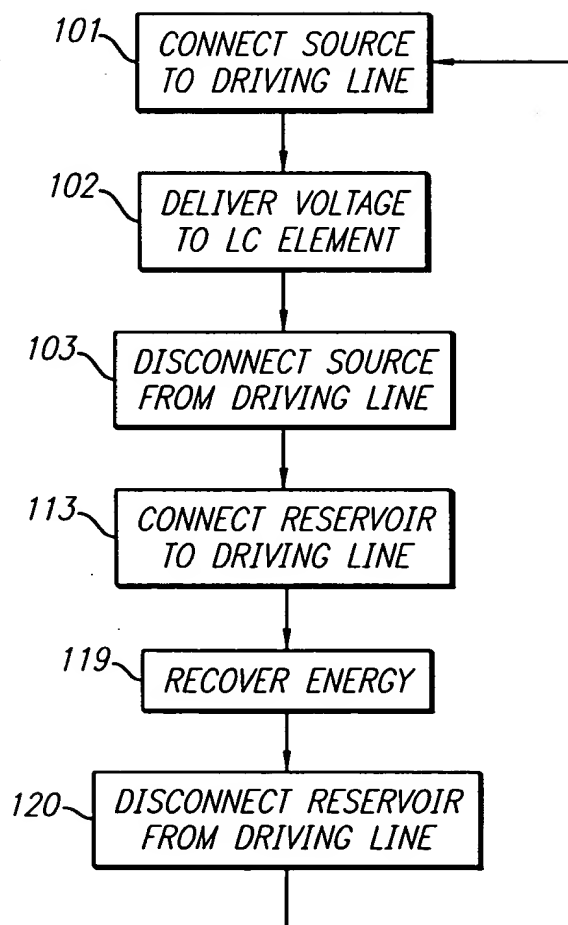 101
CONNECT SOURCE
TO DRIVING LINE
102
DELIVER VOLTAGE
TO LC ELEMENT
103
DISCONNECT SOURCE
FROM DRIVING LINE
113
CONNECT RESERVOIR
TO DRIVING LINE
119
RECOVER ENERGY
120
DISCONNECT RESERVOIR
FROM DRIVING LINE